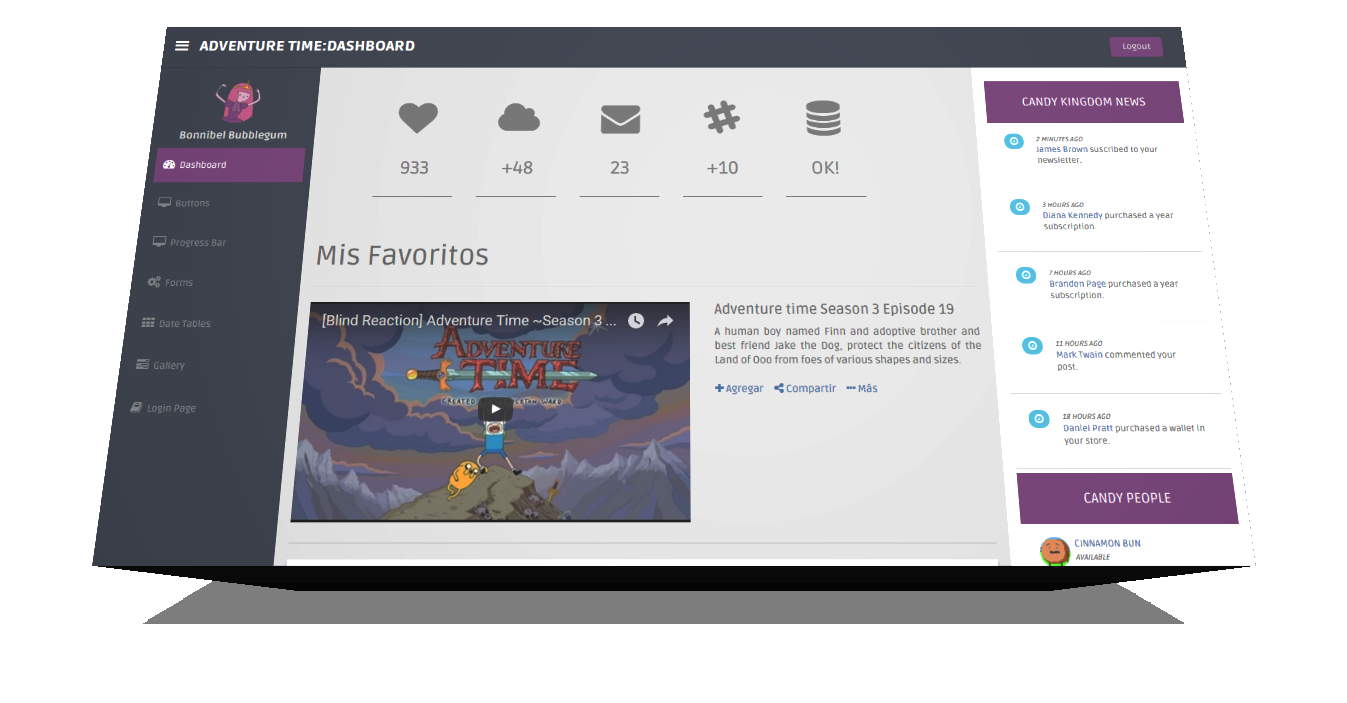 ADVENTURE TIME:DASHBOARD
Logout
Bonnibel Bubblegum
Dashboard
Buttons
Progress Bar
Forms
Date Tables
Gallery
Login Page
933
+48
23
+10
OK!
Mis Favoritos
[Blind Reaction] Adventure Time ~Season 3 ...
ADVENTURE
TIME
CREATED
WARD
Adventure time Season 3 Episode 19
A human boy named Finn and adoptive brother and
best friend Jake the Dog, protect the citizens of the
Land of Ooo from foes of various shapes and sizes.
Agregar Compartir Más
CANDY KINGDOM NEWS
2 MINUTES AGO
James Brown suscribed to your
newsletter.
3 HOURS AGO
Diana Kennedy purchased a year
subscription.
7 HOURS AGO
Brandon Page purchased a year
subscription.
11 HOURS AGO
Mark Twain commented your
post.
18 HOURS AGO
Daniel Pratt purchased a wallet in
your store.
CANDY PEOPLE
CINNAMON BUN
AVAILABLE